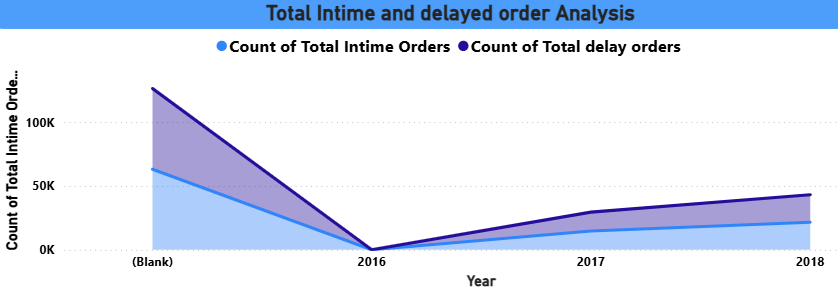 Total Intime and delayed order Analysis
Count of Total Intime Orders Count of Total delay orders
Count of Total Intime Orde...
100K
50K
0K
(Blank) 2016 2017 2018
Year